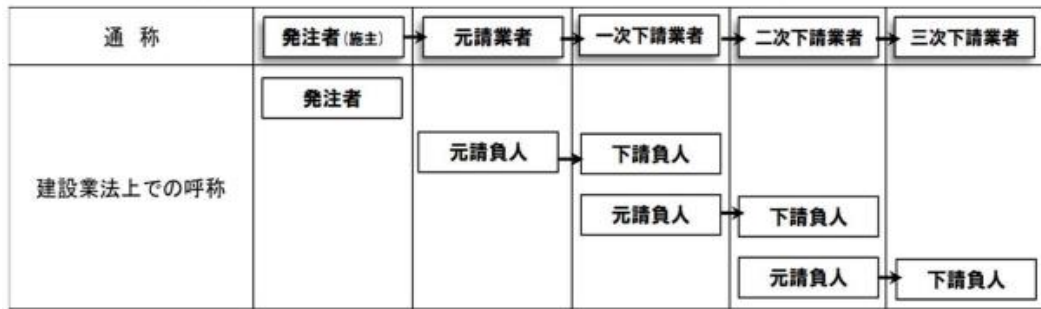 通 称
発注者(施主)
元請業者
一次下請業者
二次下請業者
三次下請業者
建設業法上での呼称
発注者
元請負人
下請負人
元請負人
下請負人
元請負人
下請負人